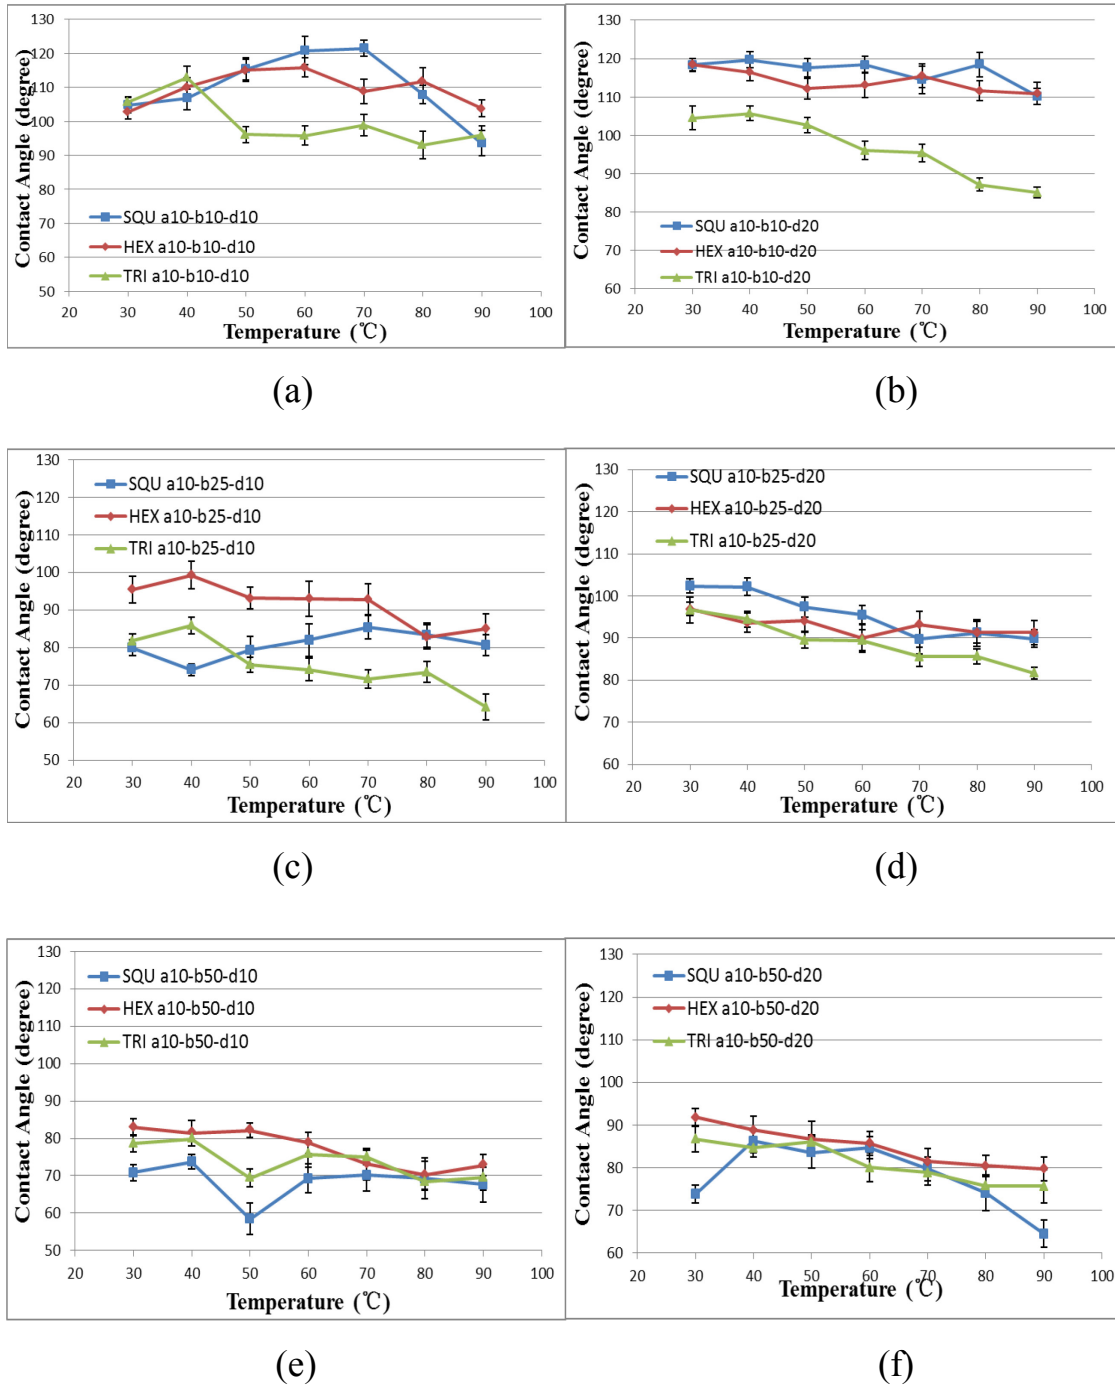 130
120
110
100
90
80
70
60
50
Contact Angle (degree)
SQU a10-b10-d10
HEX a10-b10-d10
TRI a10-b10-d10
20 30 40 50 60 70 80 90 100
Temperature (℃)
(a)
130
120
110
100
90
80
70
60
Contact Angle (degree)
SQU a10-b10-d20
HEX a10-b10-d20
TRI a10-b10-d20
20 30 40 50 60 70 80 90 100
Temperature (℃)
(b)
130
120
110
100
90
80
70
60
50
Contact Angle (degree)
SQU a10-b25-d10
HEX a10-b25-d10
TRI a10-b25-d10
20 30 40 50 60 70 80 90 100
Temperature (℃)
(c)
130
120
110
100
90
80
70
60
Contact Angle (degree)
SQU a10-b25-d20
HEX a10-b25-d20
TRI a10-b25-d20
20 30 40 50 60 70 80 90 100
Temperature (℃)
(d)
130
120
110
100
90
80
70
60
50
Contact Angle (degree)
SQU a10-b50-d10
HEX a10-b50-d10
TRI a10-b50-d10
20 30 40 50 60 70 80 90 100
Temperature (℃)
(e)
130
120
110
100
90
80
70
60
Contact Angle (degree)
SQU a10-b50-d20
HEX a10-b50-d20
TRI a10-b50-d20
20 30 40 50 60 70 80 90 100
Temperature (℃)
(f)